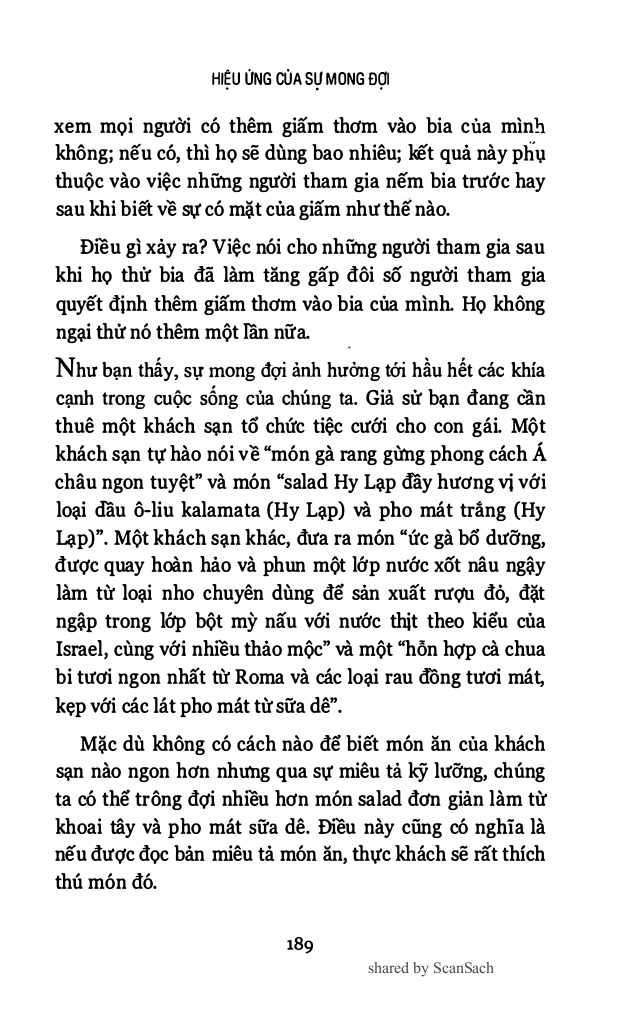 HIỆU ỨNG CỦA SỰ MONG ĐỢI
xem mọi người có thêm giấm thơm vào bia của mình
không; nếu có, thì họ sẽ dùng bao nhiêu; kết quả này phụ
thuộc vào việc những người tham gia nếm bia trước hay
sau khi biết về sự có mặt của giấm như thế nào.
Điều gì xảy ra? Việc nói cho những người tham gia sau
khi họ thử bia đã làm tăng gấp đôi số người tham gia
quyết định thêm giấm thơm vào bia của mình. Họ không
ngại thử nó thêm một lần nữa.
Như bạn thấy, sự mong đợi ảnh hưởng tới hầu hết các khía
cạnh trong cuộc sống của chúng ta. Giả sử bạn đang cần
thuê một khách sạn tổ chức tiệc cưới cho con gái. Một
khách sạn tự hào nói về “món gà rang gừng phong cách Á
châu ngon tuyệt” và món “salad Hy Lạp đầy hương vị với
loại dầu ô-liu kalamata (Hy Lạp) và pho mát trắng (Hy
Lạp)”. Một khách sạn khác, đưa ra món “ức gà bổ dưỡng,
được quay hoàn hảo và phun một lớp nước xốt nâu ngậy
làm từ loại nho chuyên dùng để sản xuất rượu đỏ, đặt
ngập trong lớp bột mỳ nấu với nước thịt theo kiểu của
Israel, cùng với nhiều thảo mộc” và một “hỗn hợp cà chua
bi tươi ngon nhất từ Roma và các loại rau đồng tươi mát,
kẹp với các lát pho mát từ sữa dê”.
Mặc dù không có cách nào để biết món ăn của khách
sạn nào ngon hơn nhưng qua sự miêu tả kỹ lưỡng, chúng
ta có thể trông đợi nhiều hơn món salad đơn giản làm từ
khoai tây và pho mát sữa dê. Điều này cũng có nghĩa là
nếu được đọc bản miêu tả món ăn, thực khách sẽ rất thích
thú món đó.
189
shared by ScanSach